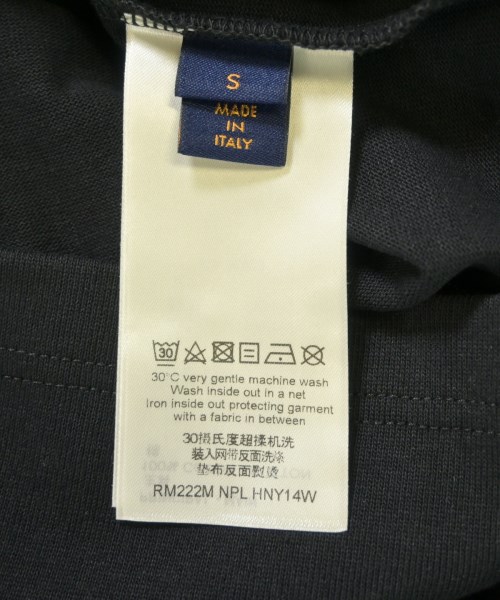 S
MADE
IN
ITALY
30
30°C very gentle machine wash
Wash inside out in a net
Iron inside out protecting garment
with a fabric in between
30摄氏度超揉机洗
装入网带反面洗涤
垫布反面熨烫
RM222M NPL HNY14W